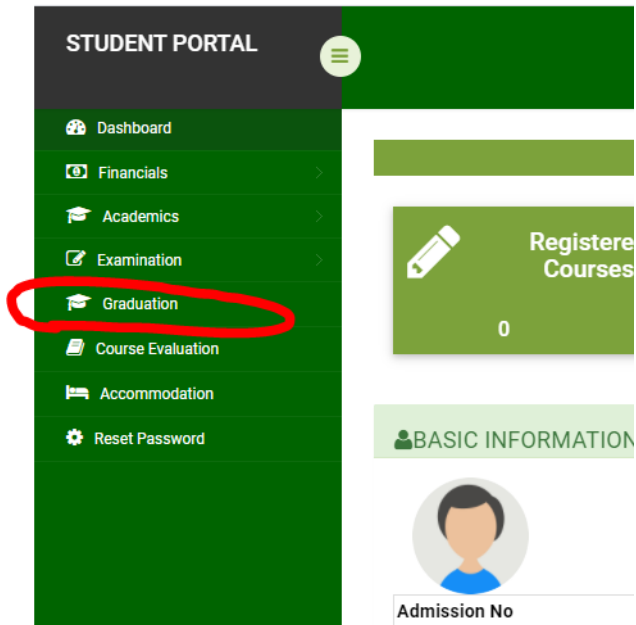 STUDENT PORTAL
Dashboard
Financials
Academics
Examination
Graduation
Course Evaluation
Accommodation
Reset Password
Registere
Courses
0
BASIC INFORMATION
Admission No